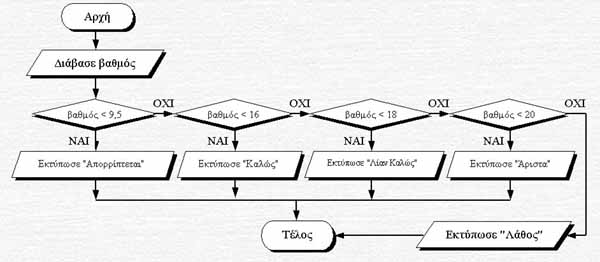 Αρχή
Διάβασε βαθμός
βαθμός < 9,5
ΟΧΙ
βαθμός < 16
ΟΧΙ
βαθμός < 18
ΟΧΙ
βαθμός < 20
ΟΧΙ
ΝΑΙ
ΝΑΙ
ΝΑΙ
ΝΑΙ
Εκτύπωσε "Απορρίπτεται"
Εκτύπωσε "Καλώς"
Εκτύπωσε "Λίαν Καλώς"
Εκτύπωσε "Άριστα"
Τέλος
Εκτύπωσε "Λάθος"